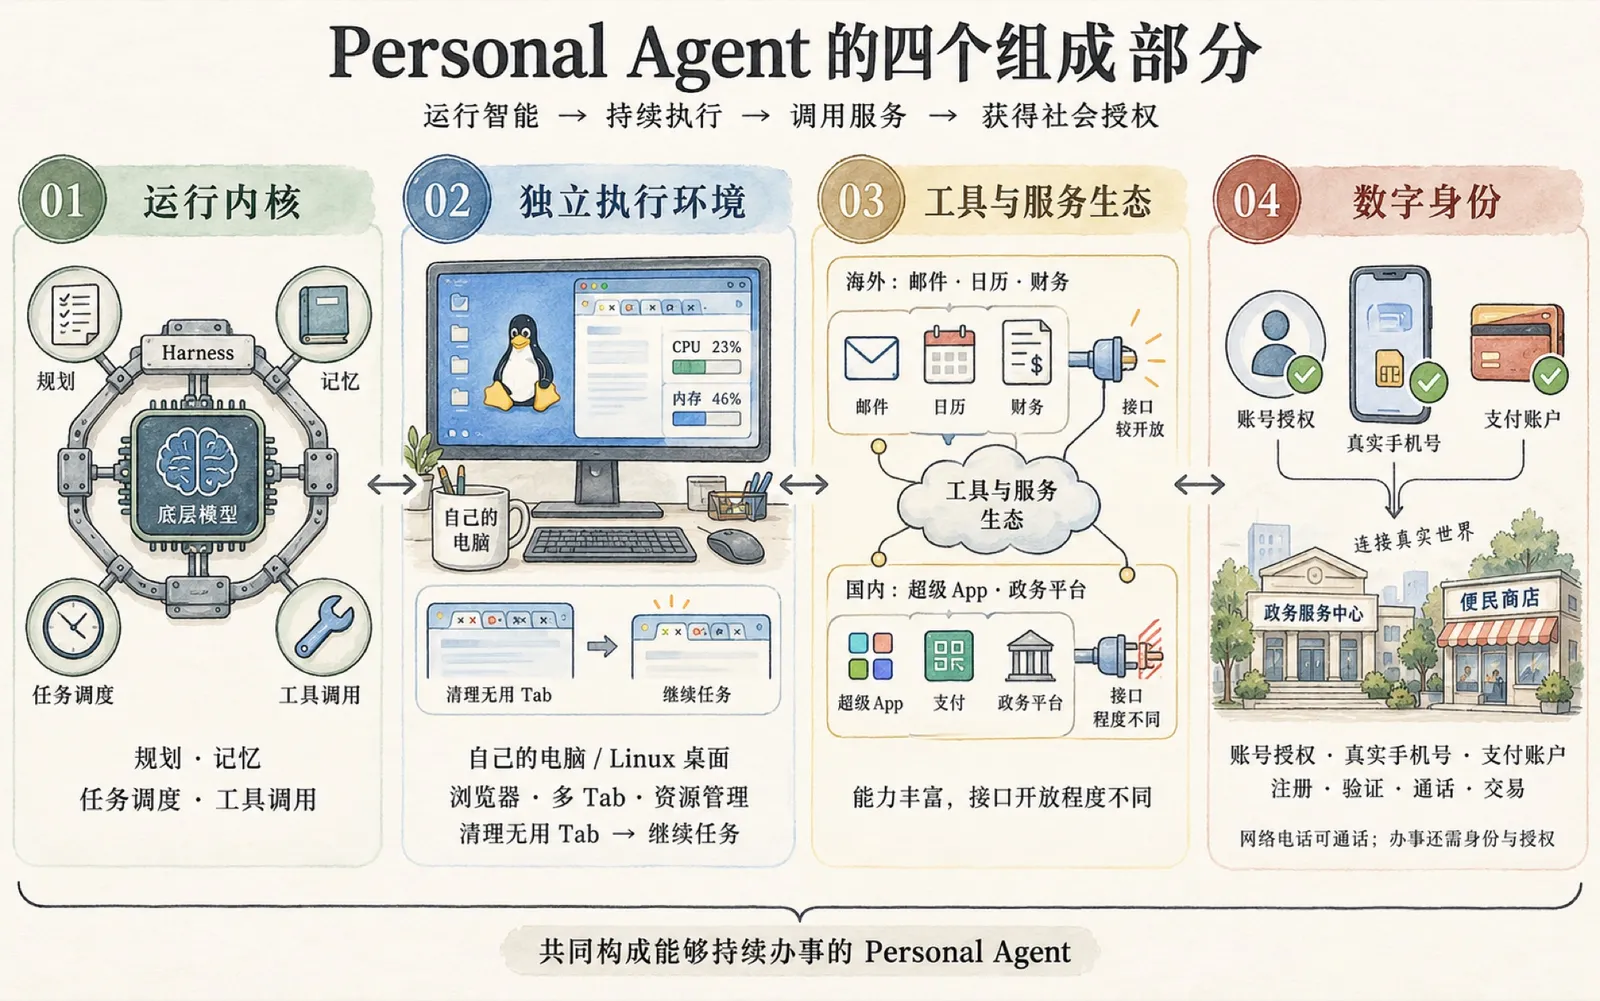 Personal Agent 的四个组成部分
运行智能 → 持续执行 → 调用服务 → 获得社会授权
01 运行内核
Harness
规划
记忆
底层模型
任务调度
工具调用
规划 · 记忆
任务调度 · 工具调用
02 独立执行环境
CPU 23%
内存 46%
自己的
电脑
清理无用 Tab
继续任务
自己的电脑 / Linux 桌面
浏览器 · 多 Tab · 资源管理
清理无用 Tab → 继续任务
03 工具与服务生态
海外：邮件 · 日历 · 财务
邮件
日历
财务
接口
较开放
工具与服务
生态
国内：超级 App · 政务平台
超级 App
支付
政务平台
接口
程度不同
能力丰富，接口开放程度不同
04 数字身份
账号授权
真实手机号
支付账户
连接真实世界
政务服务中心
便民商店
账号授权 · 真实手机号 · 支付账户
注册 · 验证 · 通话 · 交易
网络电话可通话；办事还需身份与授权
共同构成能够持续办事的 Personal Agent